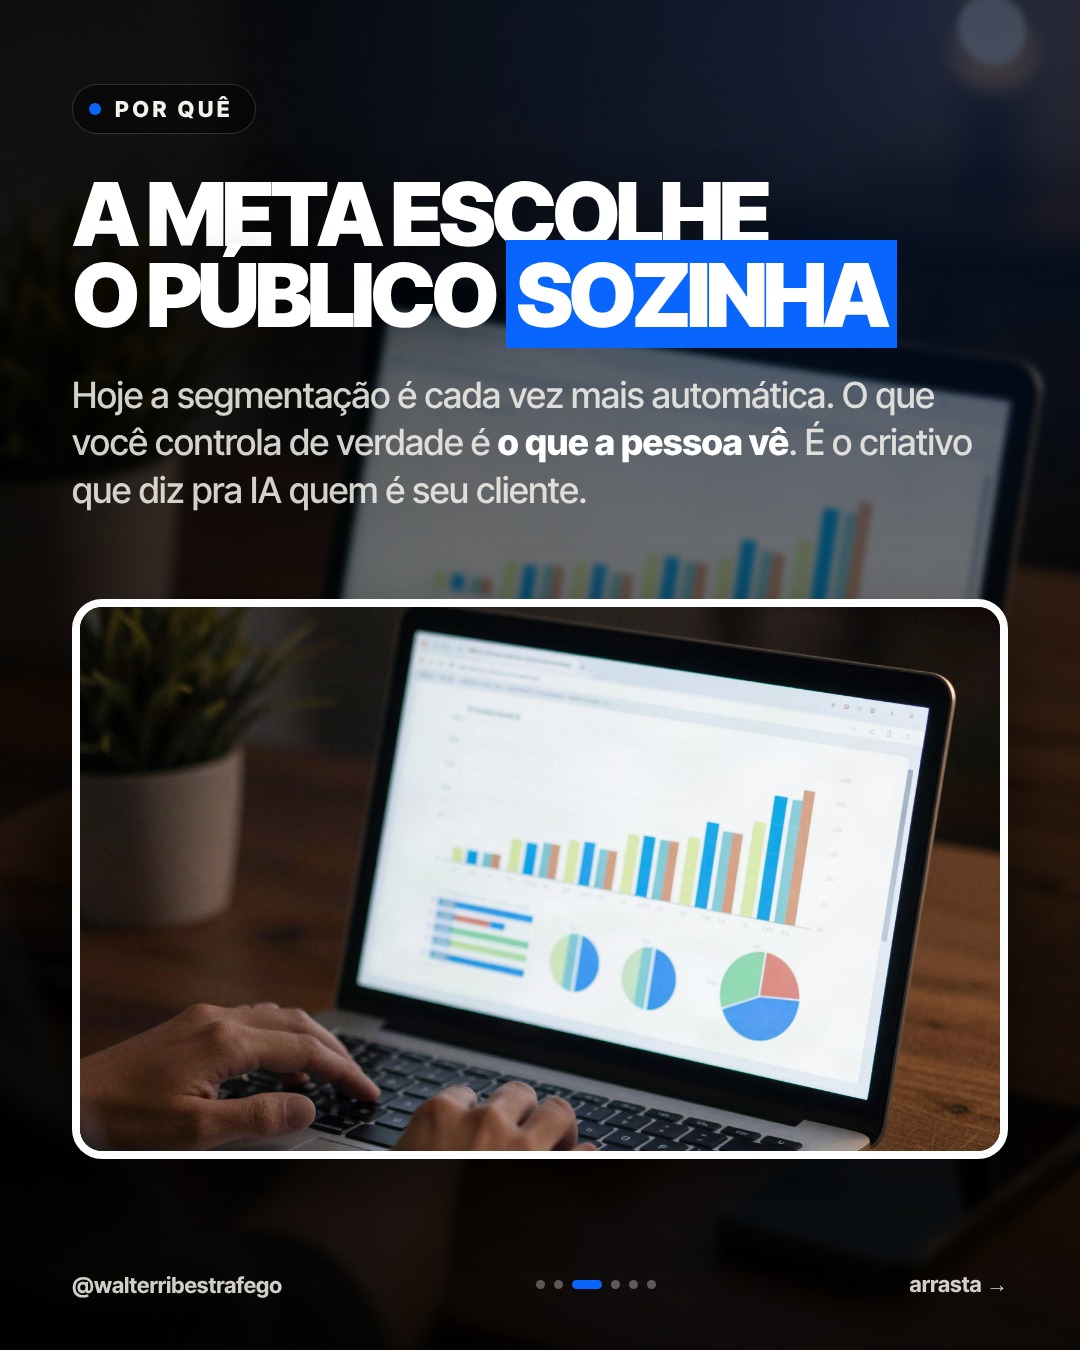 POR QUÊ
A META ESCOLHE
O PÚBLICO SOZINHA
Hoje a segmentação é cada vez mais automática. O que
você controla de verdade é o que a pessoa vê. É o criativo
que diz pra IA quem é seu cliente.
@walterribestrafego
arrasta →